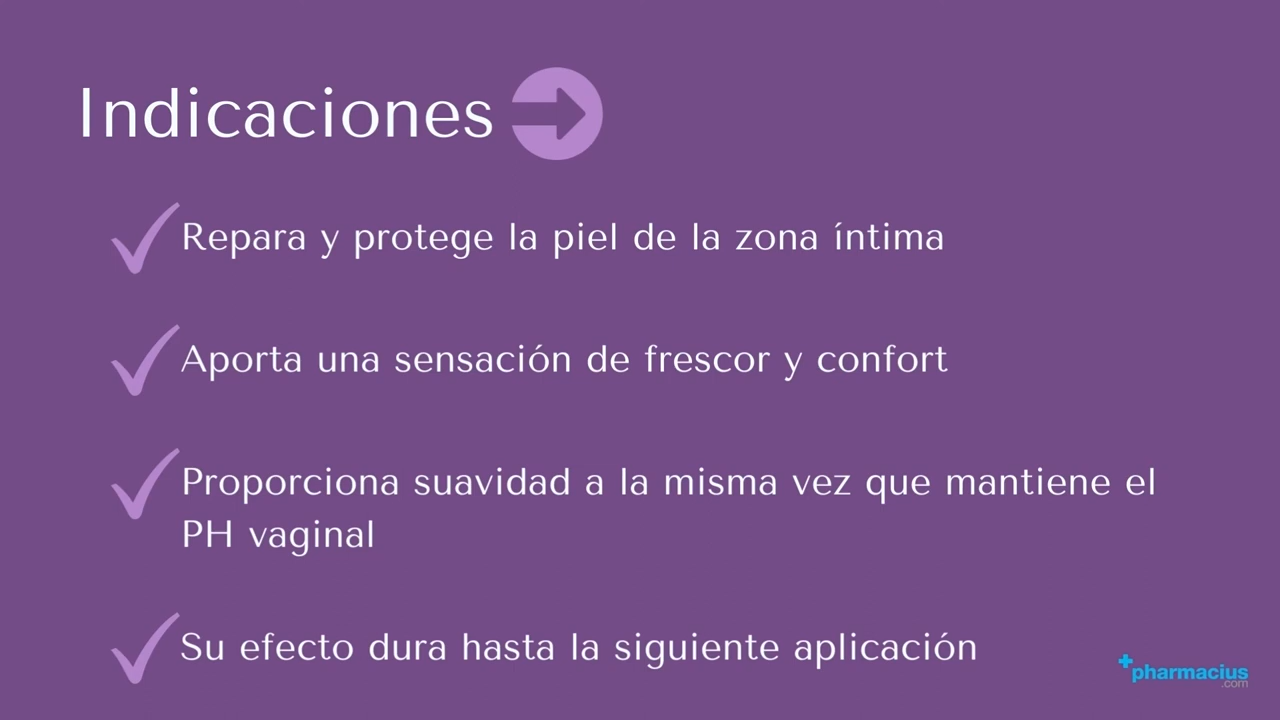 Indicaciones
Repara y protege la piel de la zona íntima
Aporta una sensación de frescor y confort
Proporciona suavidad a la misma vez que mantiene el
PH vaginal
Su efecto dura hasta la siguiente aplicación
pharmacius
.com